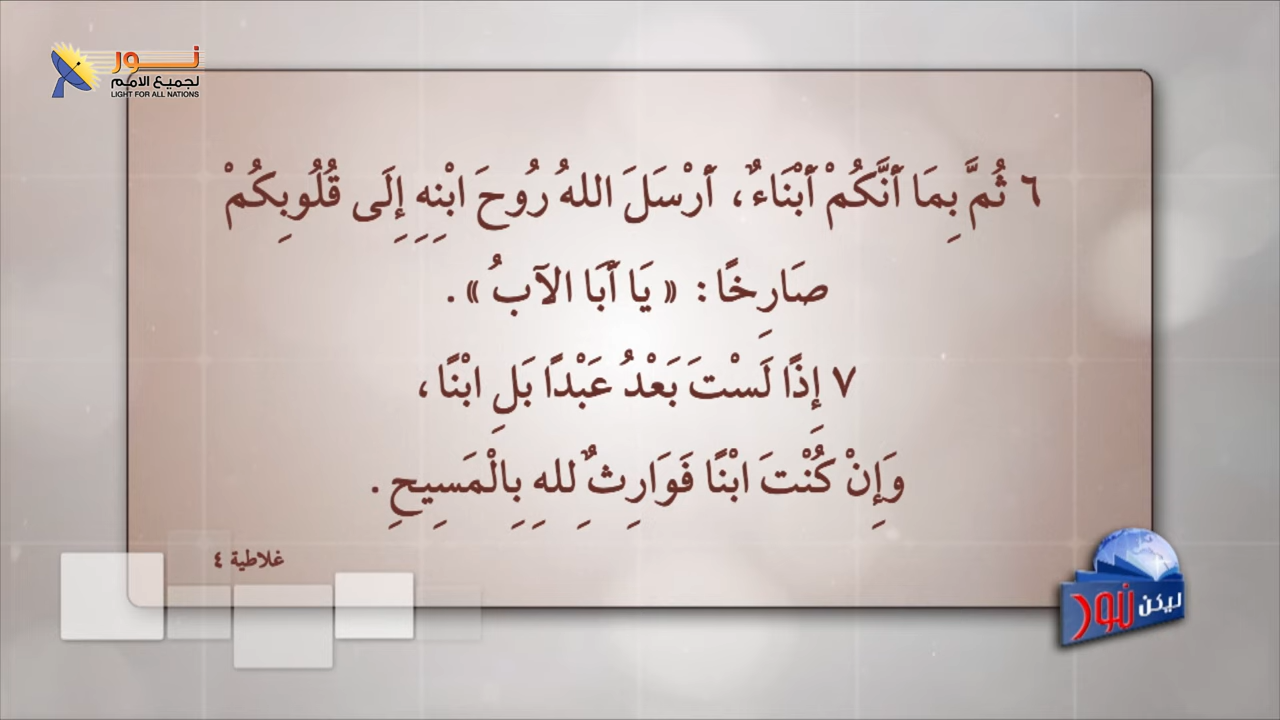 نور
لجميع الامم
LIGHT FOR ALL NATIONS
٦ ثُمَّ بِمَا أَنَّكُمْ أَبْنَاءٌ، أَرْسَلَ اللهُ رُوحَ ابْنِهِ إِلَى قُلُوبِكُمْ
صَارِخًا: «يَا أَبَا الآبُ».
٧ إِذًا لَسْتَ بَعْدُ عَبْدًا بَلِ ابْنًا،
وَإِنْ كُنْتَ ابْنًا فَوَارِثٌ ِللهِ بِالْمَسِيحِ.
غلاطية ٤
ليكن نور